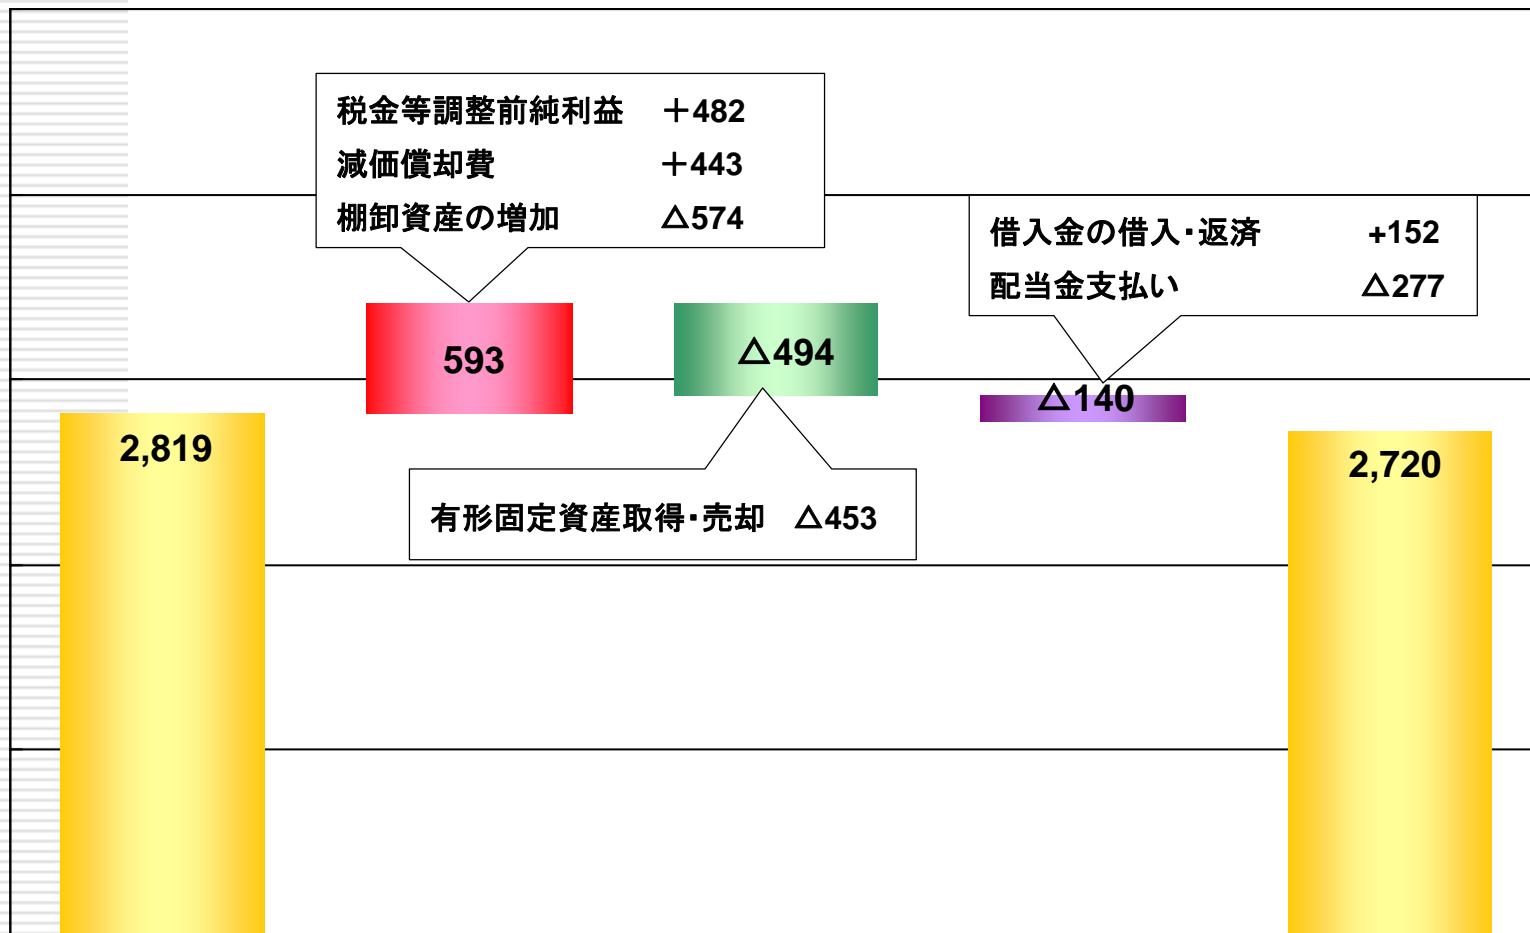 税金等調整前純利益 ＋482
減価償却費 ＋443
棚卸資産の増加 △574
借入金の借入・返済 +152
配当金支払い △277
593
△494
△140
2,819
2,720
有形固定資産取得・売却 △453